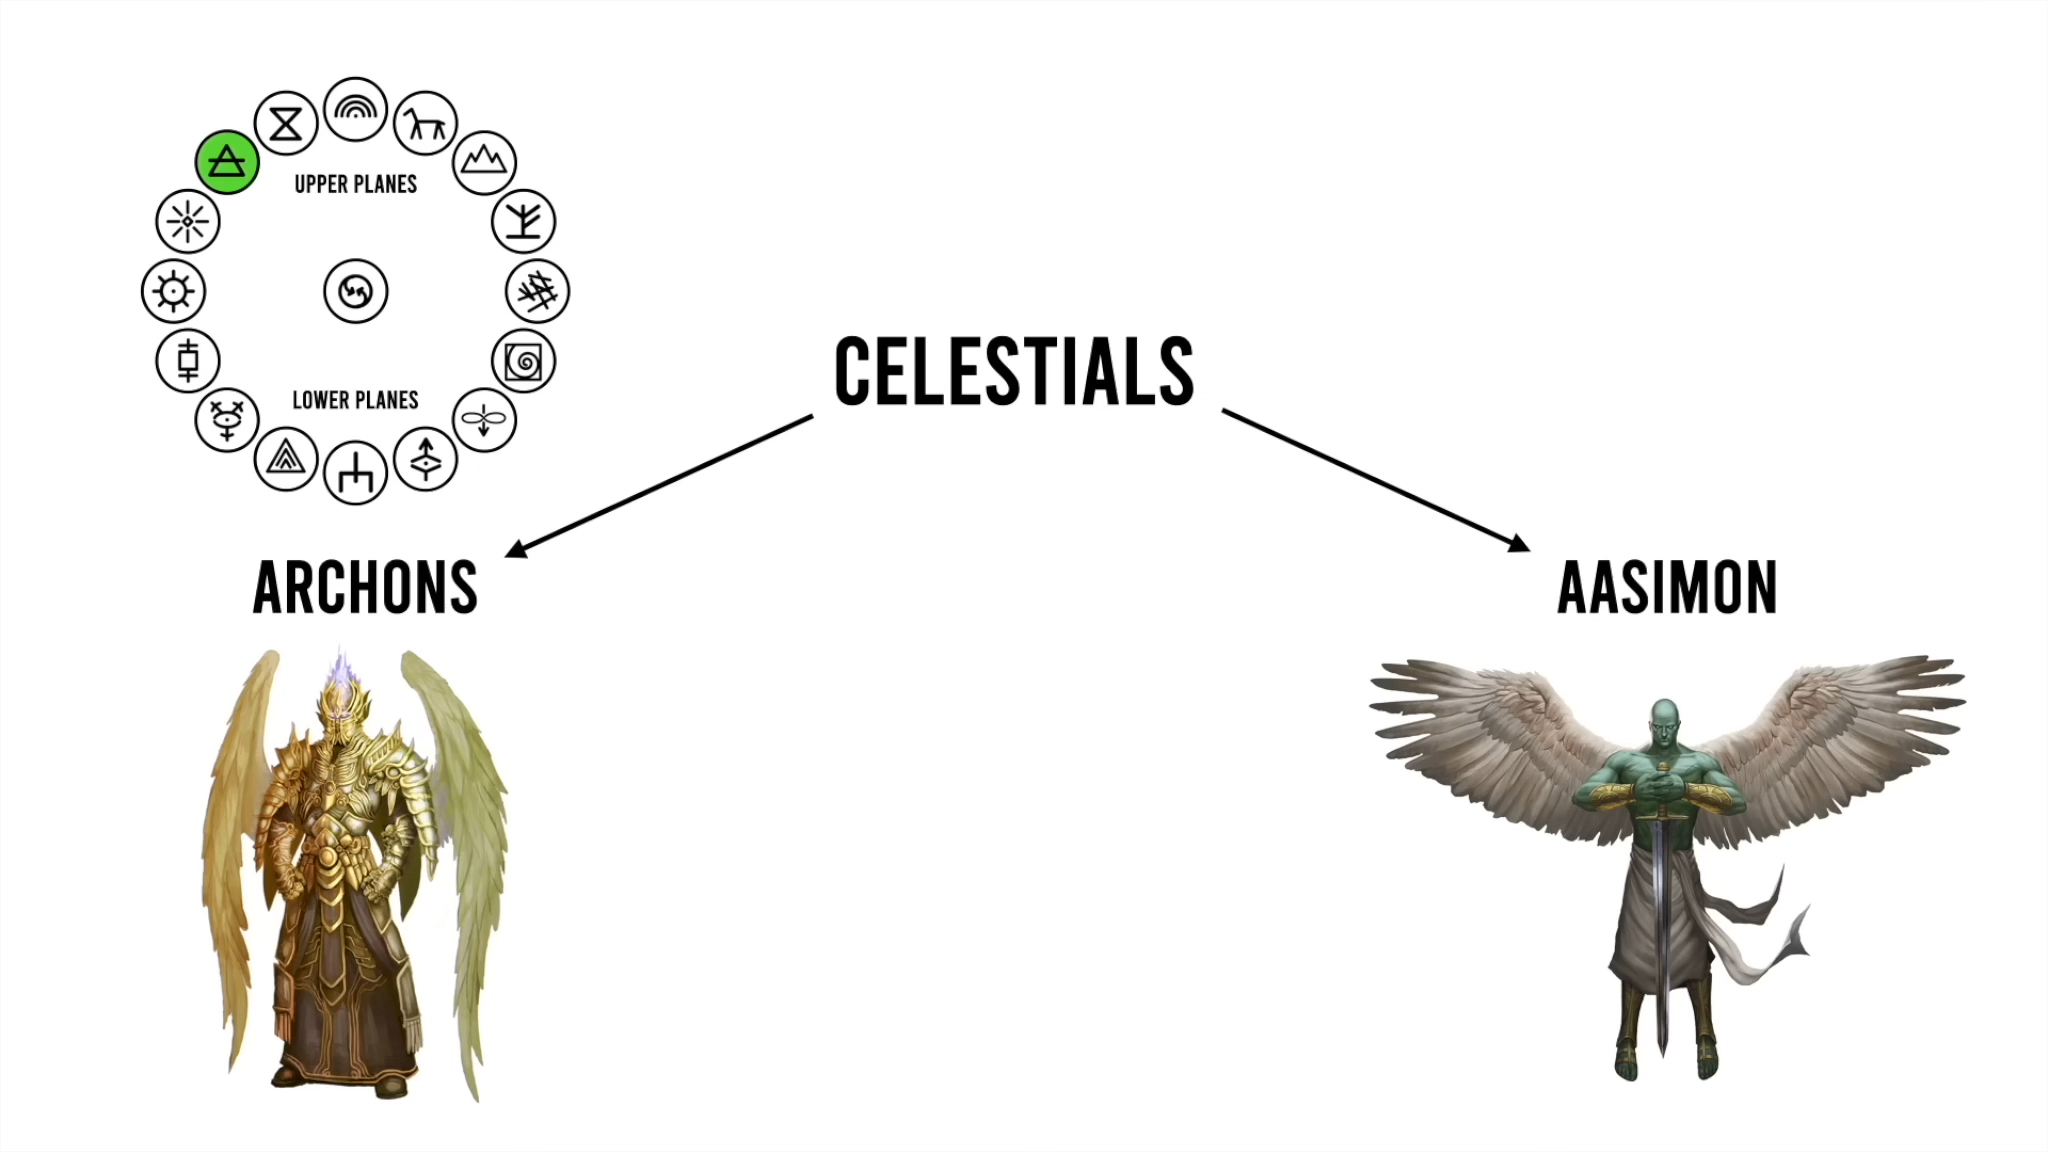 UPPER PLANES
LOWER PLANES
CELESTIALS
ARCHONS
AASIMON